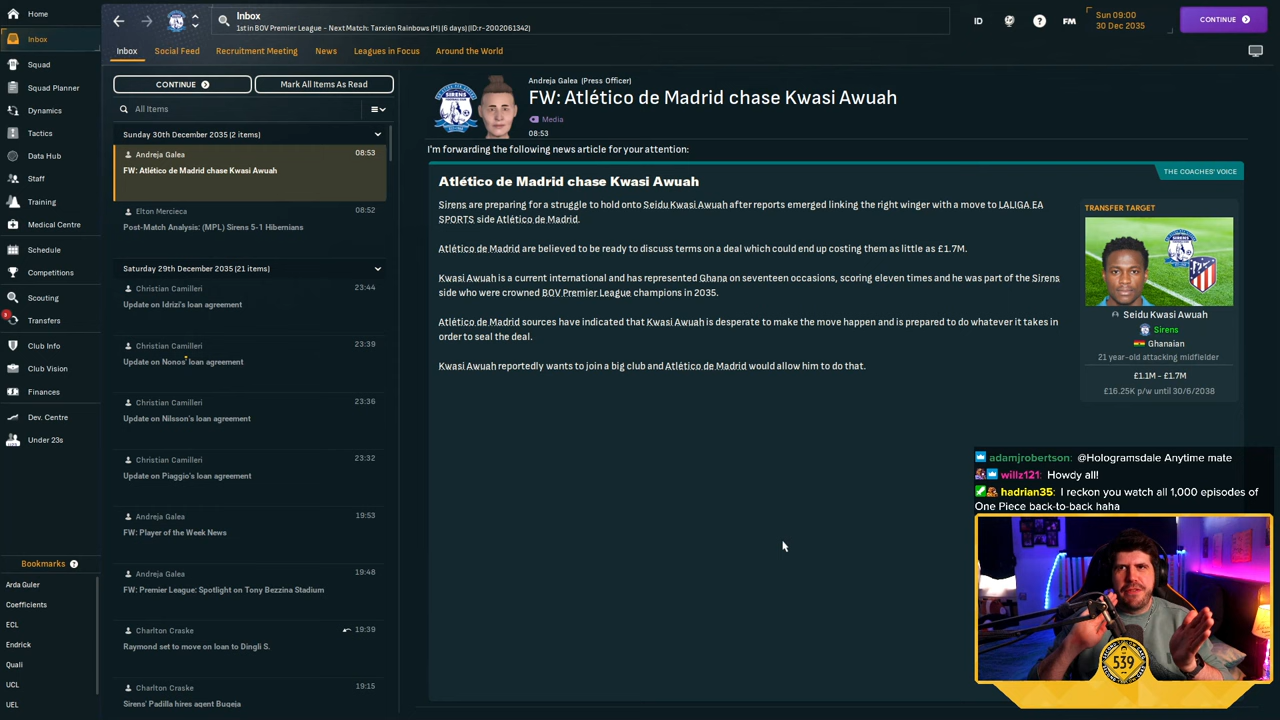 Home
Inbox
Squad
Squad Planner
Dynamics
Tactics
Data Hub
Staff
Training
Medical Centre
Schedule
Competitions
Scouting
3
Transfers
Club Info
Club Vision
Finances
Dev. Centre
Under 23s
Bookmarks ?
Arda Guler
Coefficients
ECL
Endrick
Quali
UCL
UEL
Inbox
1st in BOV Premier League - Next Match: Tarxien Rainbows (H) (6 days) (ID:r-2002061342)
ID
?
FM
Sun 09:00
30 Dec 2035
CONTINUE
Inbox
Social Feed
Recruitment Meeting
News
Leagues in Focus
Around the World
CONTINUE
Mark All Items As Read
All Items
Sunday 30th December 2035 (2 items)
Andreja Galea 08:53
FW: Atlético de Madrid chase Kwasi Awuah
Elton Mercieca 08:52
Post-Match Analysis: (MPL) Sirens 5-1 Hibernians
Saturday 29th December 2035 (21 items)
Christian Camilleri 23:44
Update on Idrizi's loan agreement
Christian Camilleri 23:39
Update on Nonos' loan agreement
Christian Camilleri 23:36
Update on Nilsson's loan agreement
Christian Camilleri 23:32
Update on Piaggio's loan agreement
Andreja Galea 19:53
FW: Player of the Week News
Andreja Galea 19:48
FW: Premier League: Spotlight on Tony Bezzina Stadium
Charlton Craske 19:39
Raymond set to move on loan to Dingli S.
Charlton Craske 19:15
Sirens' Padilla hires agent Bugeja
SIRENS
Andreja Galea (Press Officer)
FW: Atlético de Madrid chase Kwasi Awuah
Media
08:53
I'm forwarding the following news article for your attention:
THE COACHES' VOICE
Atlético de Madrid chase Kwasi Awuah
Sirens are preparing for a struggle to hold onto Seidu Kwasi Awuah after reports emerged linking the right winger with a move to LALIGA EA
SPORTS side Atlético de Madrid.
Atlético de Madrid are believed to be ready to discuss terms on a deal which could end up costing them as little as £1.7M.
Kwasi Awuah is a current international and has represented Ghana on seventeen occasions, scoring eleven times and he was part of the Sirens
side who were crowned BOV Premier League champions in 2035.
Atlético de Madrid sources have indicated that Kwasi Awuah is desperate to make the move happen and is prepared to do whatever it takes in
order to seal the deal.
Kwasi Awuah reportedly wants to join a big club and Atlético de Madrid would allow him to do that.
TRANSFER TARGET
Seidu Kwasi Awuah
Sirens
Ghanaian
21 year-old attacking midfielder
£1.1M - £1.7M
£16.25K p/w until 30/6/2038
adamjrobertson: @Hologramsdale Anytime mate
willz121: Howdy all!
hadrian35: I reckon you watch all 1,000 episodes of
One Piece back-to-back haha
539